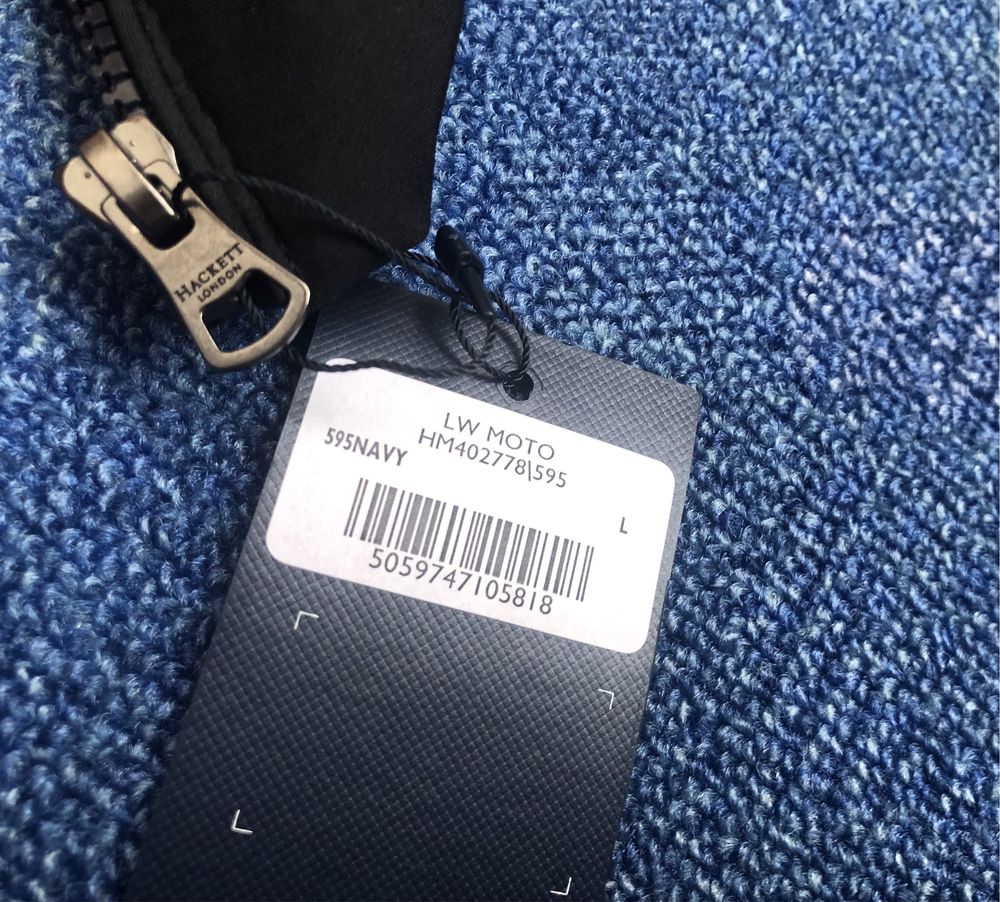 HACKETT
LONDON
LW MOTO
HM402778\595
595NAVY
L
5059747105818